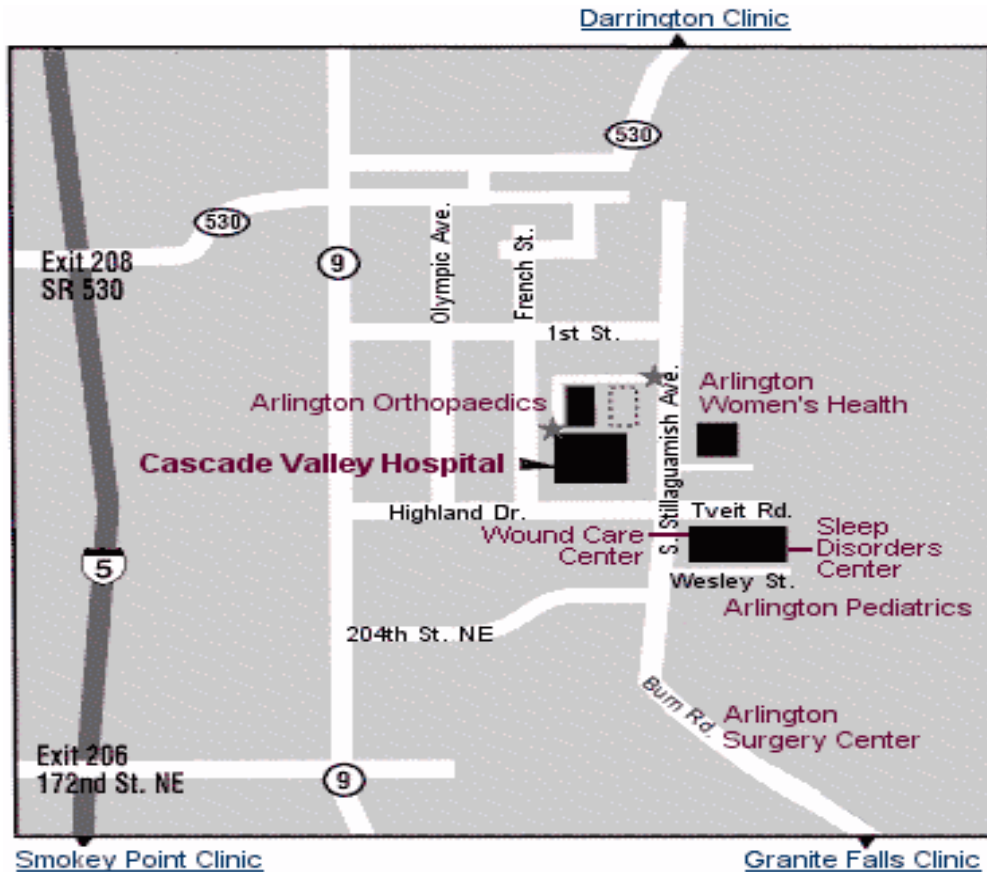 Darrington Clinic
530
530
Exit 208
SR 530
9
Olympic Ave.
French St.
1st St.
Arlington Orthopaedics
S. Stillaguamish Ave.
Arlington
Women's Health
Cascade Valley Hospital
Highland Dr.
Tveit Rd.
Wound Care
Center
Sleep
Disorders
Center
5
Wesley St.
Arlington Pediatrics
204th St. NE
Burn Rd.
Arlington
Surgery Center
Exit 206
172nd St. NE
9
Smokey Point Clinic
Granite Falls Clinic